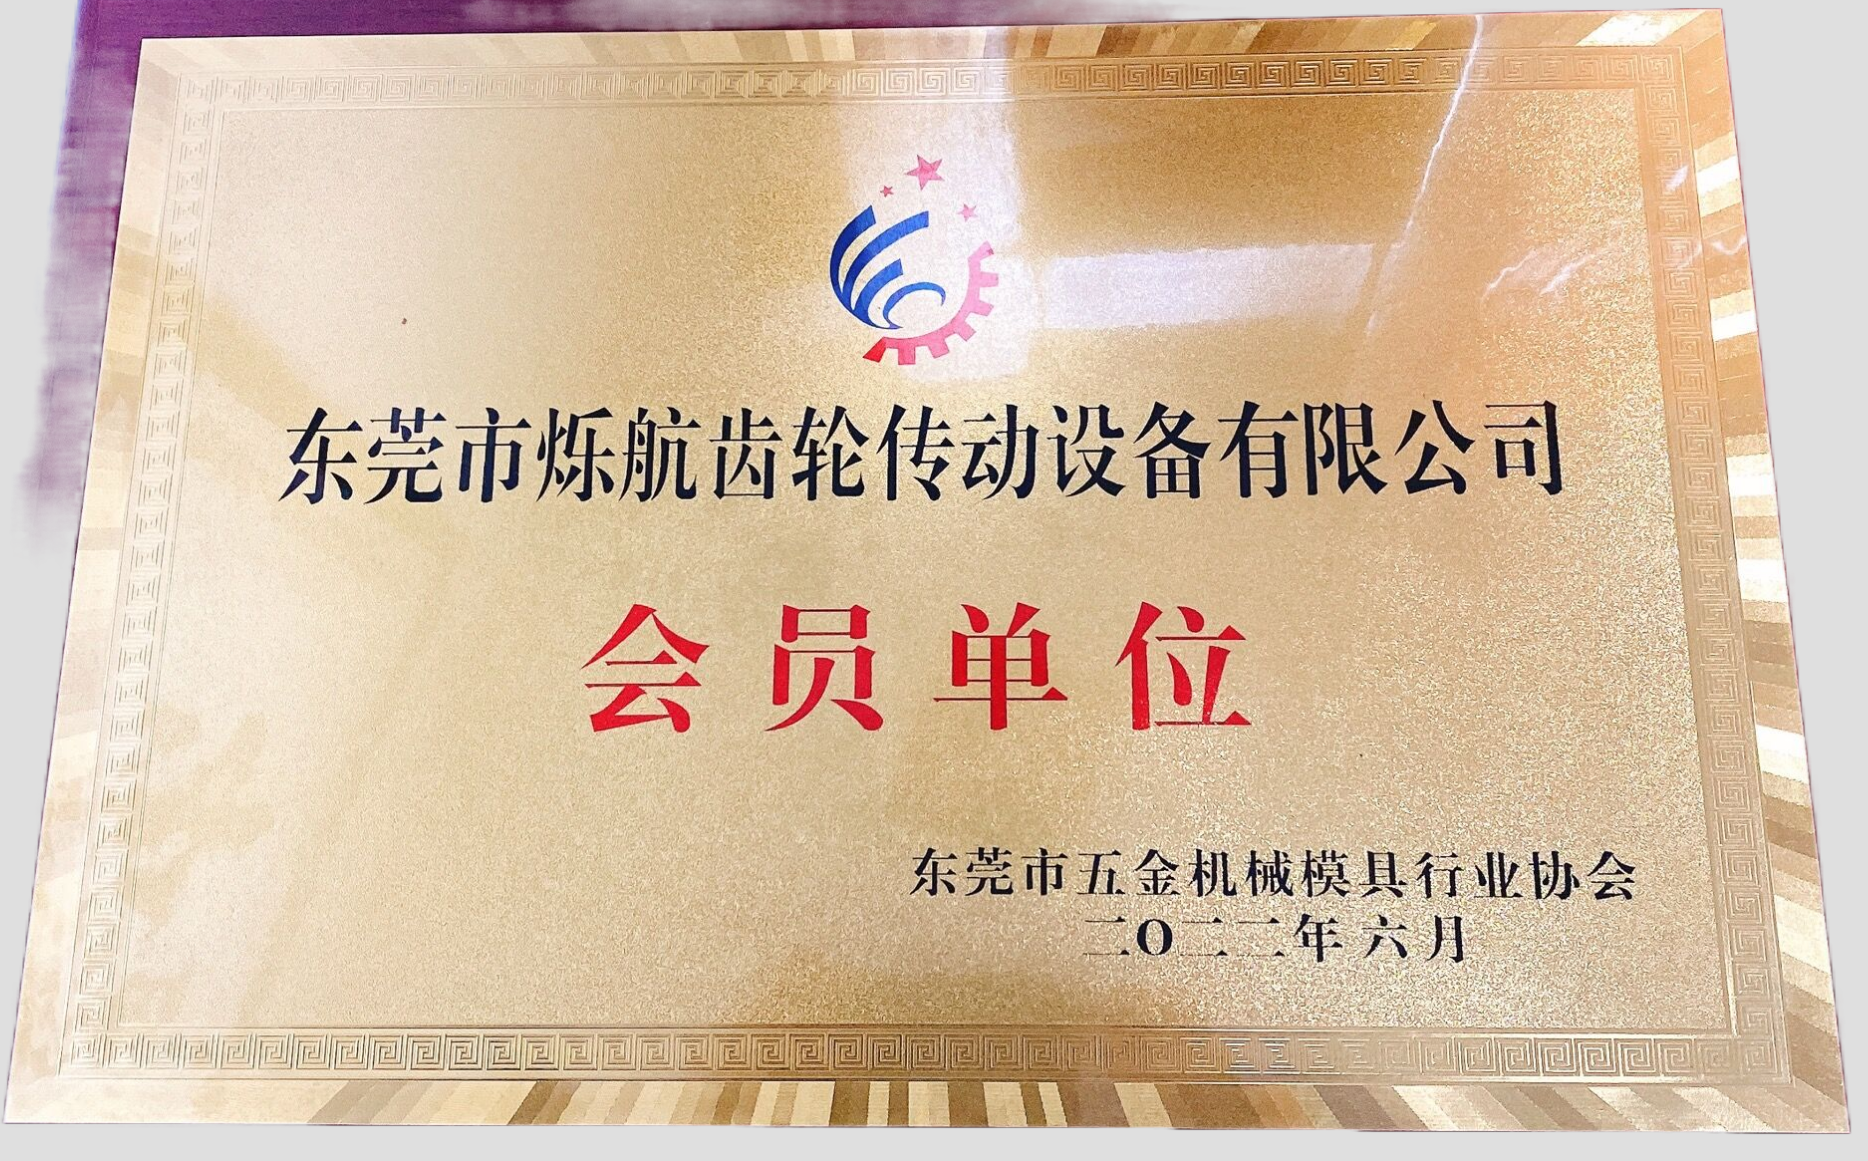 东莞市烁航齿轮传动设备有限公司
会员单位
东莞市五金机械模具行业协会
二O二二年六月